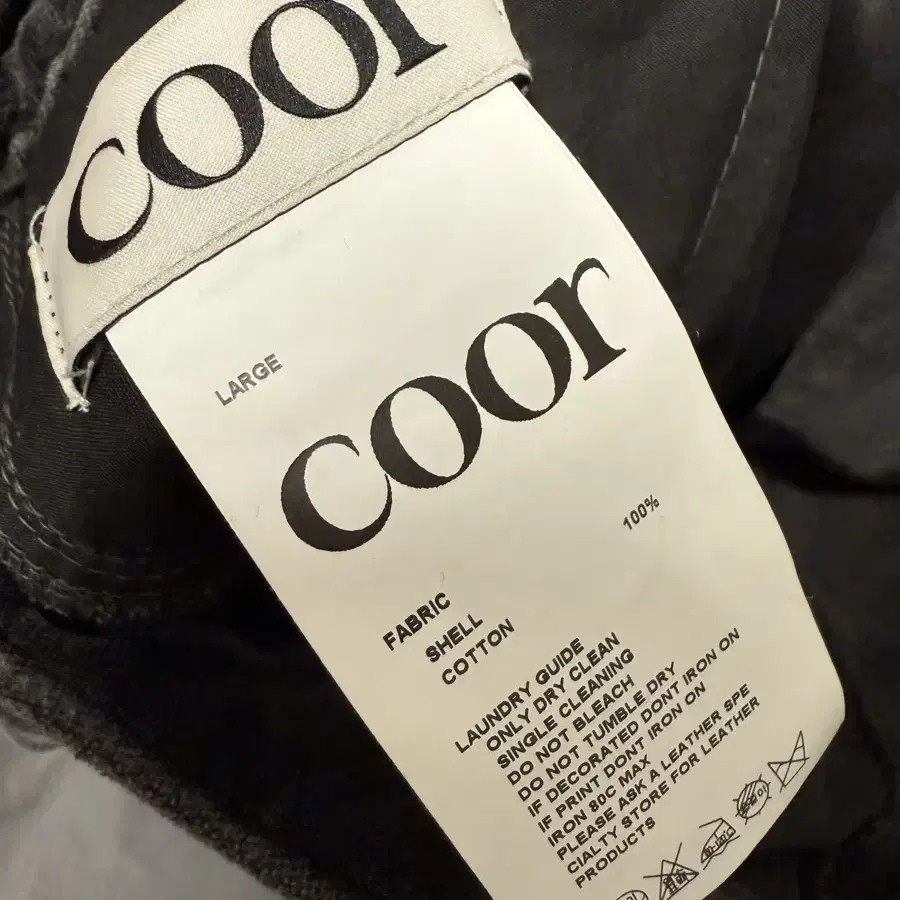 coor
LARGE
coor
100%
FABRIC
SHELL
COTTON
LAUNDRY GUIDE
ONLY DRY CLEAN
SINGLE CLEANING
DO NOT BLEACH
DO NOT TUMBLE DRY
IF DECORATED DONT IRON ON
IF PRINT DONT IRON ON
IRON 80C MAX
PLEASE ASK A LEATHER SPE
CIALTY STORE FOR LEATHER
PRODUCTS